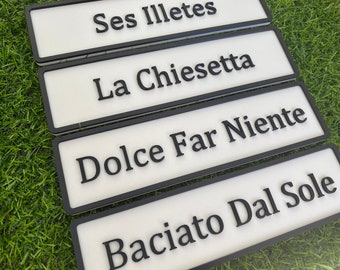 Ses Illetes
La Chiesetta
Dolce Far Niente
Baciato Dal Sole